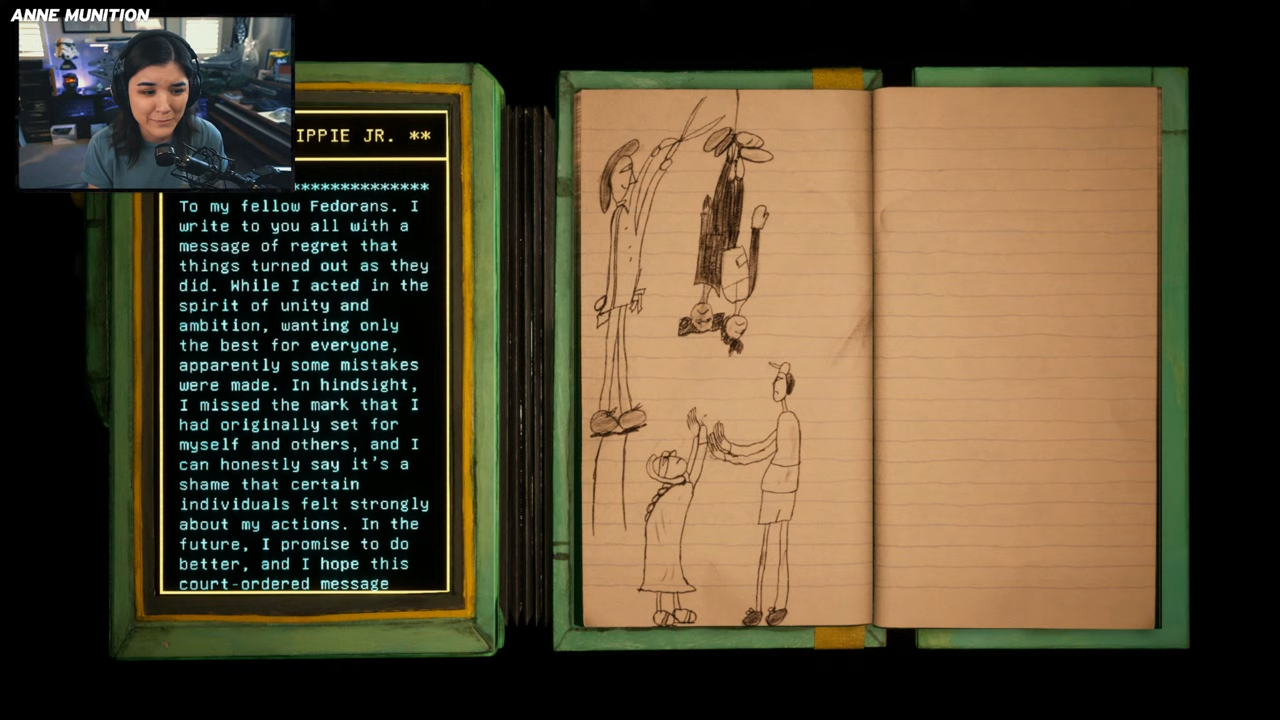 ANNE MUNITION
IPPIE JR. **
**************
To my fellow Fedorans. I
write to you all with a
message of regret that
things turned out as they
did. While I acted in the
spirit of unity and
ambition, wanting only
the best for everyone,
apparently some mistakes
were made. In hindsight,
I missed the mark that I
had originally set for
myself and others, and I
can honestly say it's a
shame that certain
individuals felt strongly
about my actions. In the
future, I promise to do
better, and I hope this
court-ordered message